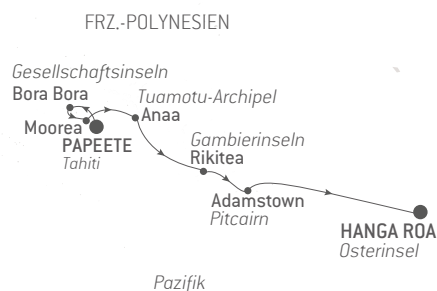 FRZ.-POLYNESIEN
Gesellschaftsinseln
Bora Bora
Tuamotu-Archipel
Anaa
Moorea
PAPEETE
Tahiti
Gambierinseln
Rikitea
Adamstown
Pitcairn
HANGA ROA
Osterinsel
Pazifik